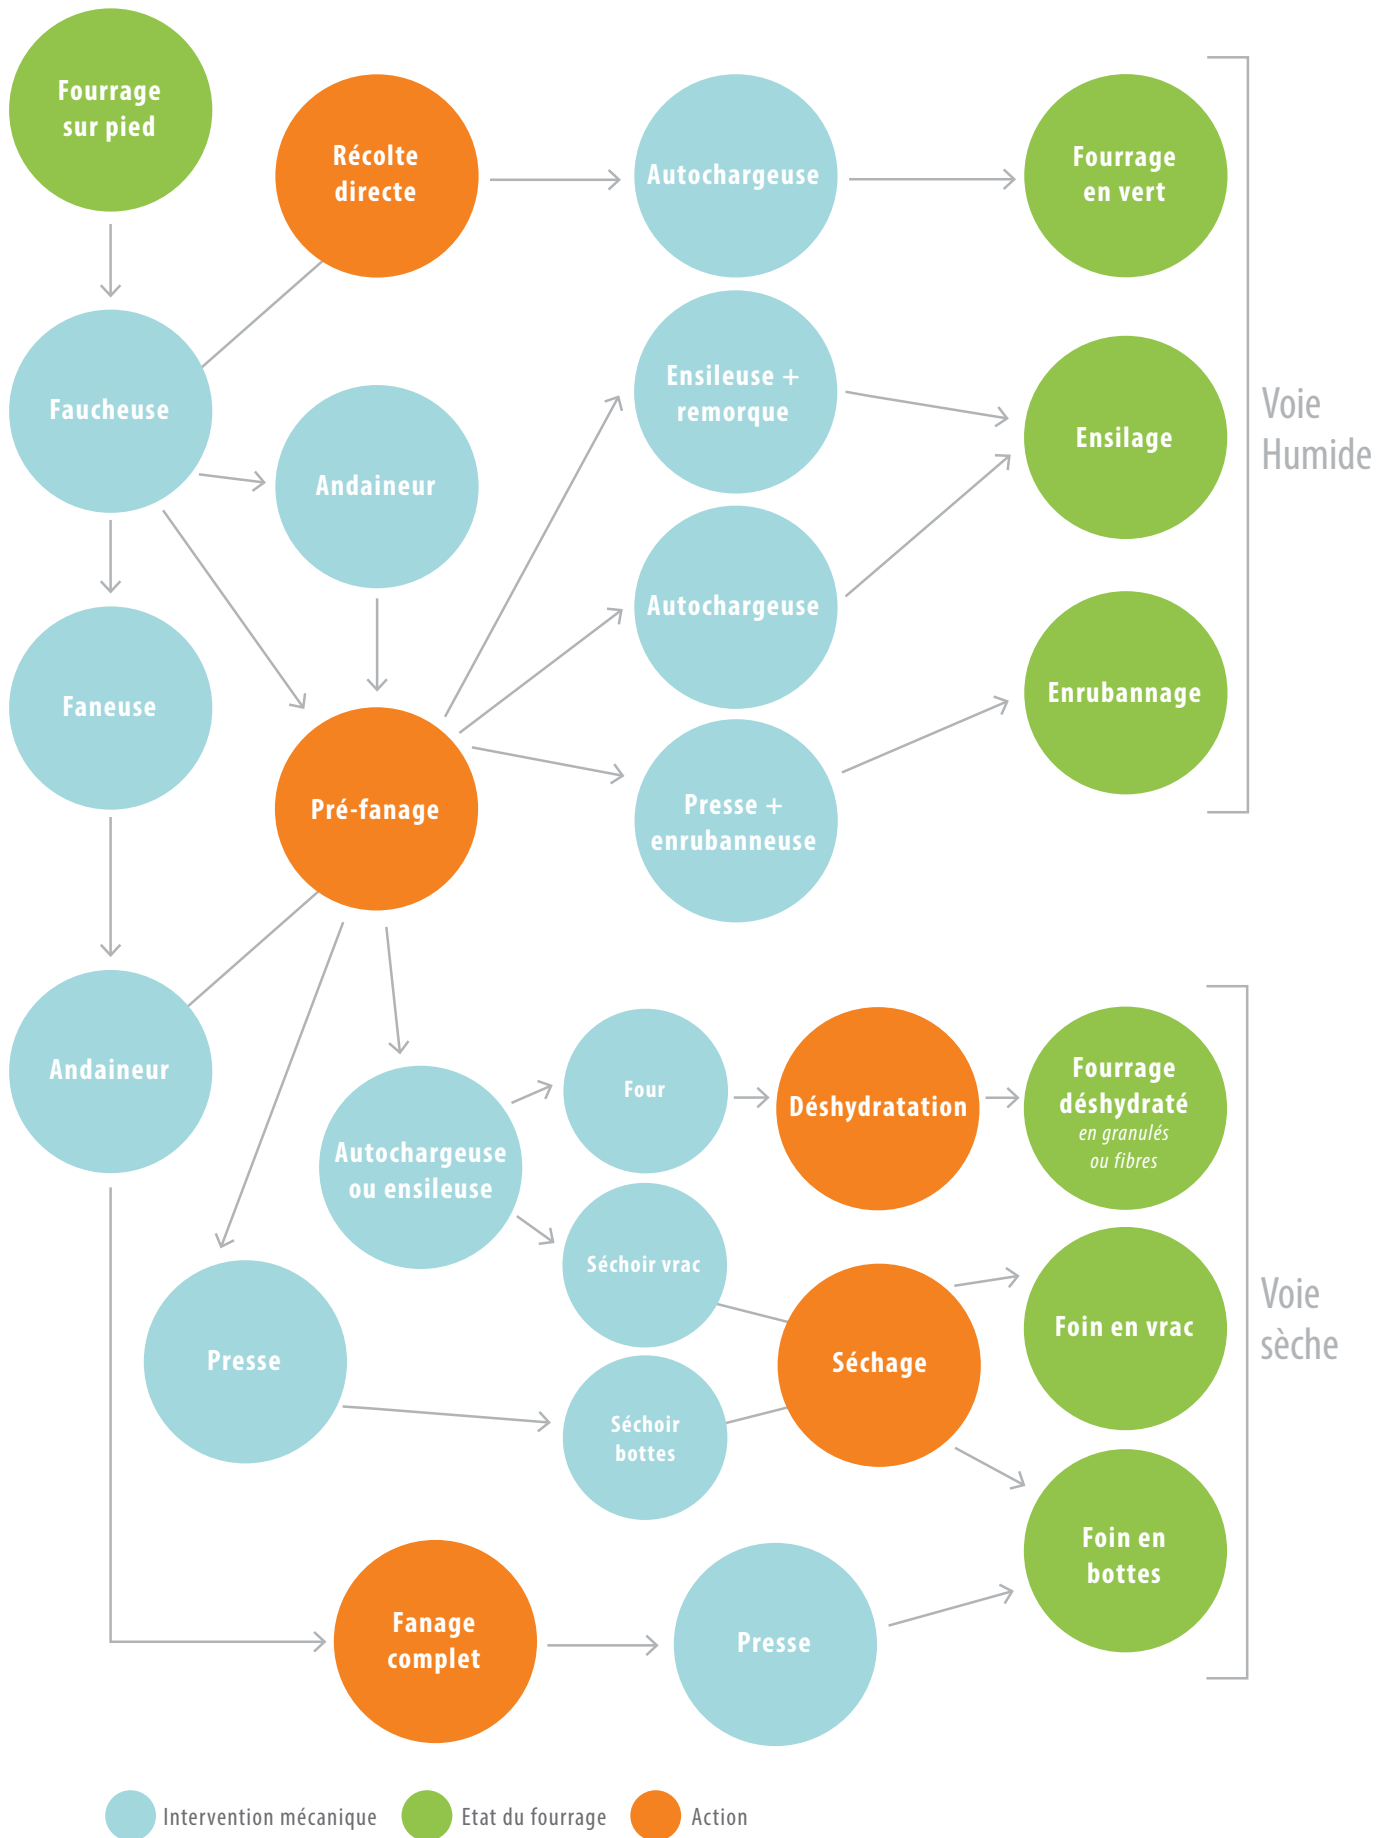 Fourrage
sur pied
Récolte
directe
Autochargeuse
Fourrage
en vert
Faucheuse
Andaineur
Ensileuse +
remorque
Ensilage
Voie
Humide
Faneuse
Pré-fanage
Autochargeuse
Enrubannage
Presse +
enrubanneuse
Andaineur
Autochargeuse
ou ensileuse
Four
Déshydratation
Fourrage
déshydraté
en granulés
ou fibres
Séchoir vrac
Presse
Séchoir
bottes
Séchage
Foin en vrac
Voie
sèche
Foin en
bottes
Fanage
complet
Presse
Intervention mécanique
Etat du fourrage
Action